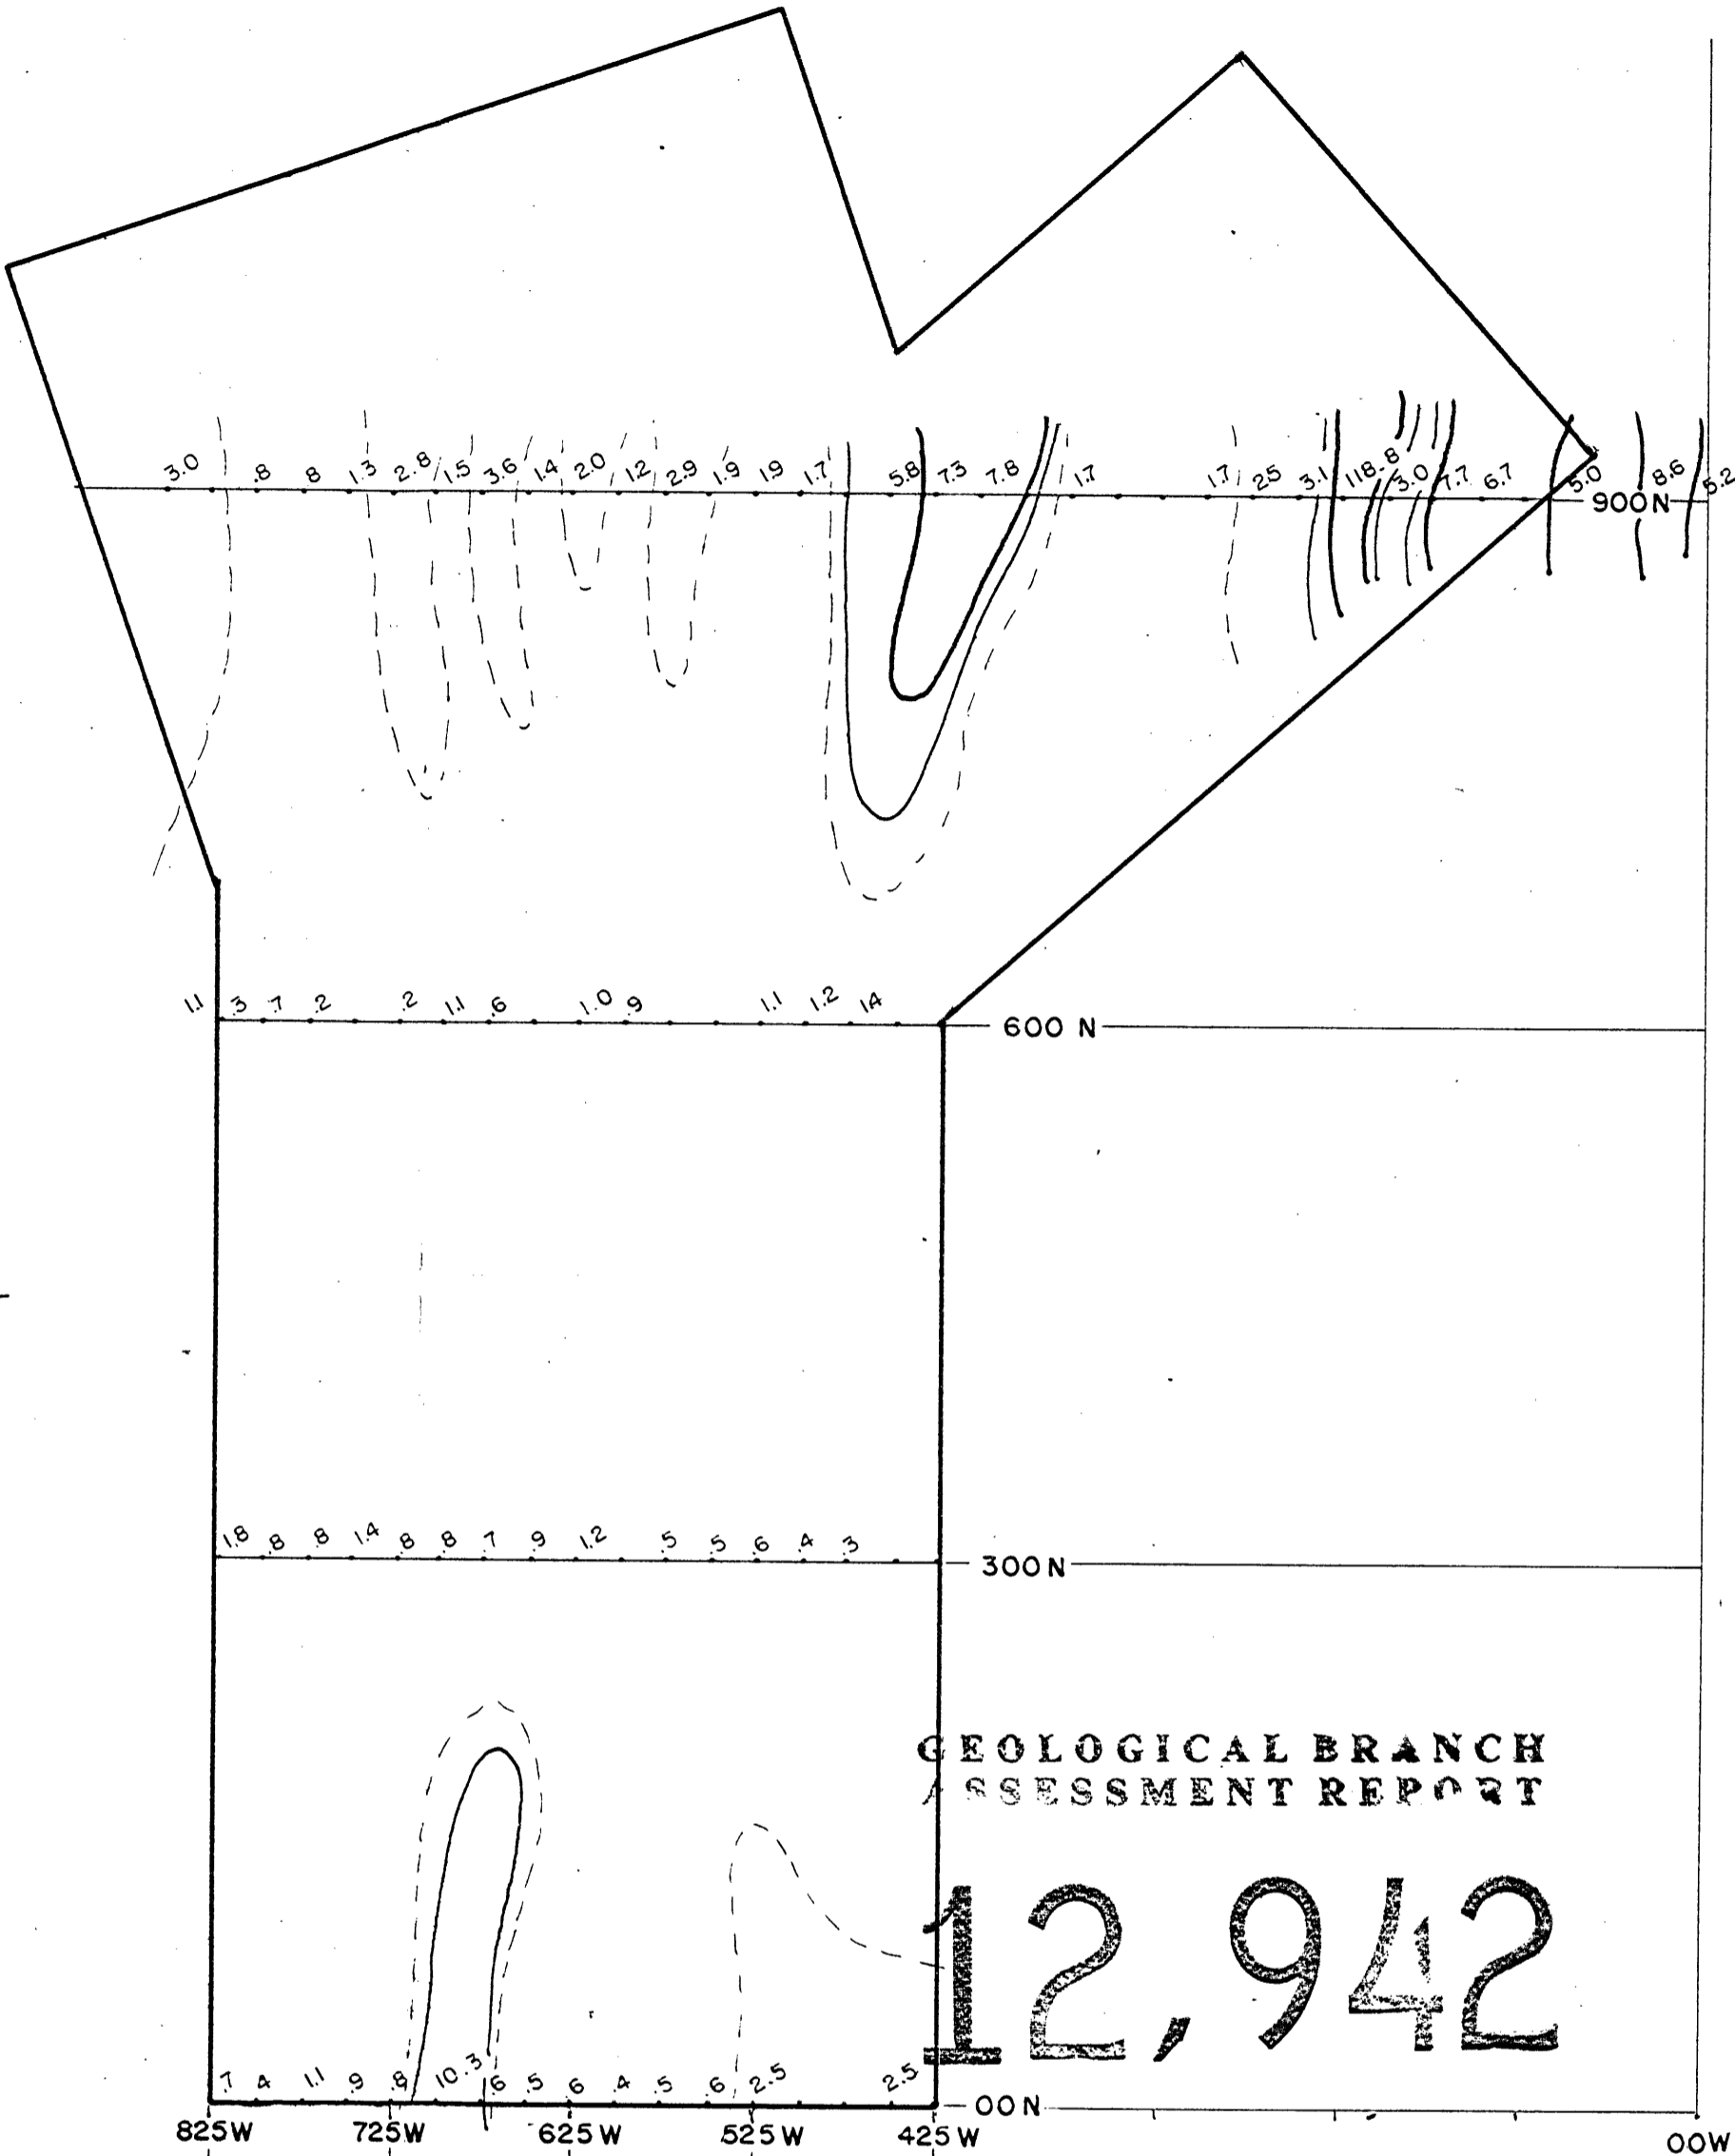 3.0 .8 8 1.3 2.8 1.5 3.6 1.4 2.0 1.2 2.9 1.9 1.9 1.7 5.8 7.3 7.8 1.7 1.7 25 3.1 118.8 3.0 7.7 6.7 5.0 8.6 5.2
900N
1.1 .3 .7 .2 .2 1.1 .6 1.0 .9 1.1 1.2 14
600 N
1.8 .8 .8 1.4 .8 .8 .7 .9 1.2 .5 .5 .6 .4 .3
300N
GEOLOGICAL BRANCH
ASSESSMENT REPORT
12,942
.7 4 1.1 .9 .8 10.3 .6 .5 .6 .4 .5 .6 2.5 2.5
00N
825W 725W 625W 525W 425W 00W